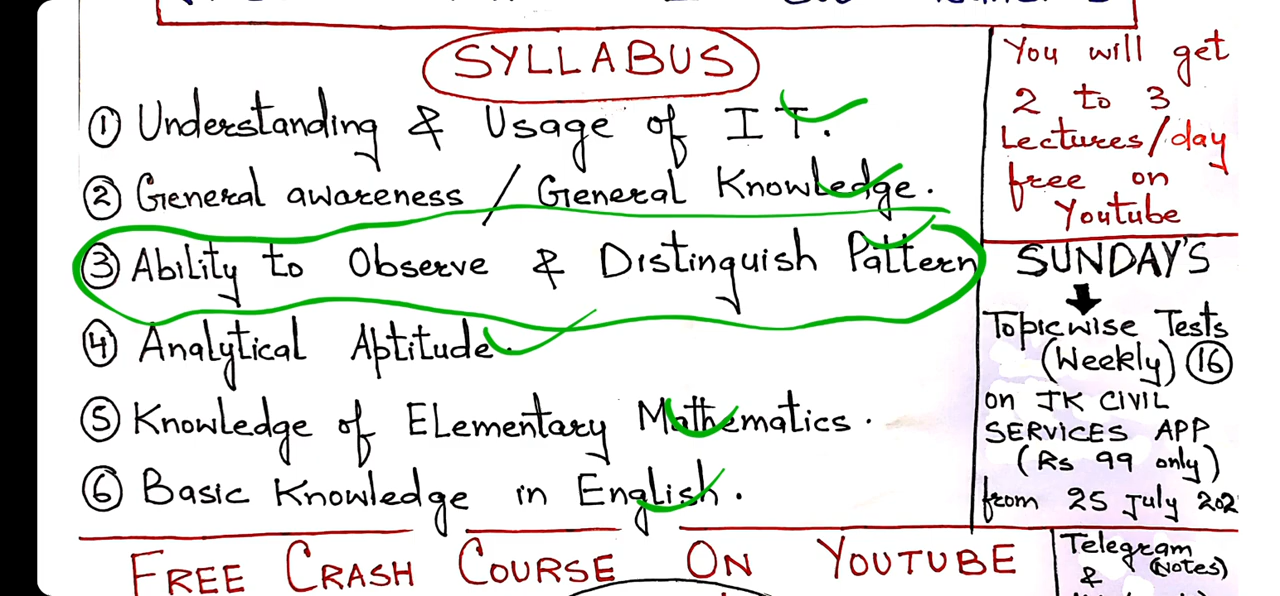 SYLLABUS
① Understanding & Usage of IT.
② General awareness / General Knowledge.
③ Ability to Observe & Distinguish Pattern
④ Analytical Aptitude.
⑤ Knowledge of Elementary Mathematics.
⑥ Basic Knowledge in English.
You will get
2 to 3
Lectures/day
free on
Youtube
SUNDAY'S
Topicwise Tests
(Weekly) ⑯
on JK CIVIL
SERVICES APP
(Rs 99 only)
from 25 July 202
FREE CRASH COURSE ON YOUTUBE
Telegram
& (Notes)